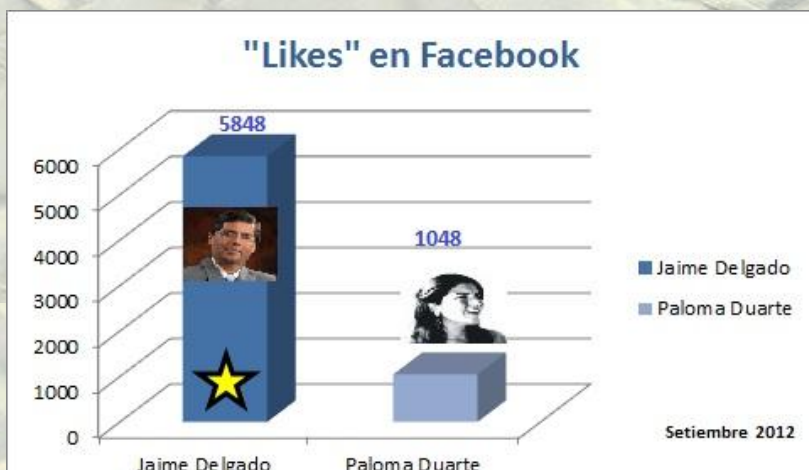 "Likes" en Facebook
5848
6000
5000
1048
4000
Jaime Delgado
3000
Paloma Duarte
2000
1000
0
Setiembre 2012
Jaime Delgado
Paloma Duarte